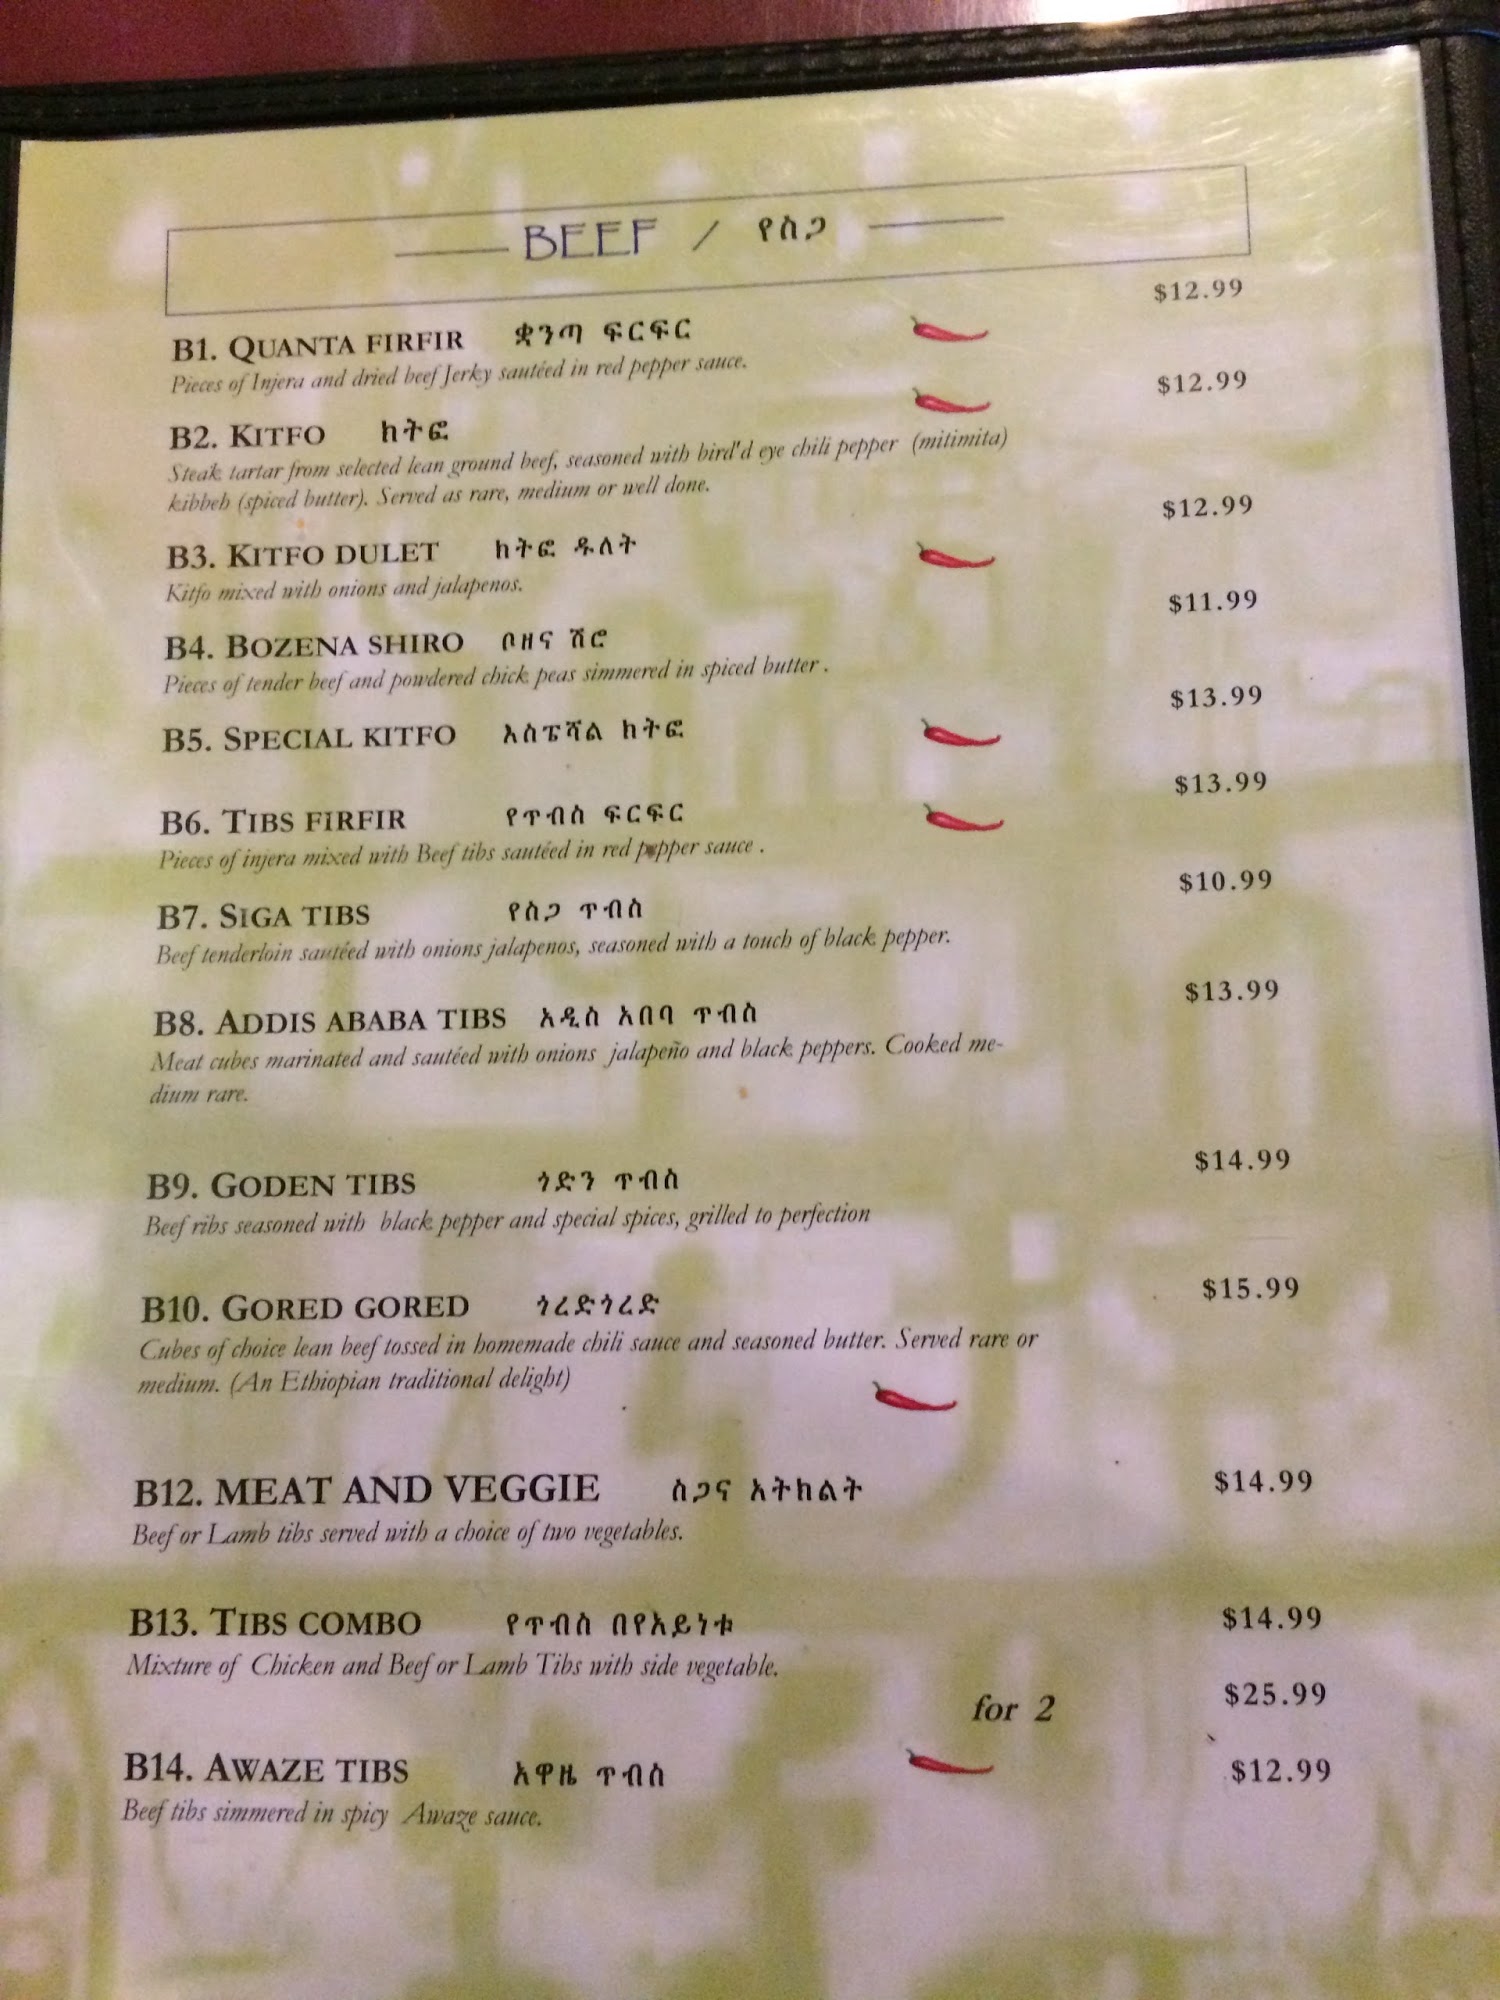 BEEF / የስጋ
$12.99
B1. QUANTA FIRFIR ቋንጣ ፍርፍር
Pieces of Injera and dried beef Jerky sautéed in red pepper sauce.
$12.99
B2. KITFO ክትፎ
Steak tartar from selected lean ground beef, seasoned with bird'd eye chili pepper (mitimita)
kibbeh (spiced butter). Served as rare, medium or well done.
$12.99
B3. KITFO DULET ክትፎ ዱለት
Kitfo mixed with onions and jalapenos.
$11.99
B4. BOZENA SHIRO ቦዘና ሽሮ
Pieces of tender beef and powdered chick peas simmered in spiced butter .
$13.99
B5. SPECIAL KITFO እስፔሻል ክትፎ
$13.99
B6. TIBS FIRFIR የጥብስ ፍርፍር
Pieces of injera mixed with Beef tibs sautéed in red pepper sauce .
$10.99
B7. SIGA TIBS የስጋ ጥብስ
Beef tenderloin sautéed with onions jalapenos, seasoned with a touch of black pepper.
$13.99
B8. ADDIS ABABA TIBS አዲስ አበባ ጥብስ
Meat cubes marinated and sautéed with onions jalapeño and black peppers. Cooked me-
dium rare.
$14.99
B9. GODEN TIBS ጎድን ጥብስ
Beef ribs seasoned with black pepper and special spices, grilled to perfection
$15.99
B10. GORED GORED ጎረድጎረድ
Cubes of choice lean beef tossed in homemade chili sauce and seasoned butter. Served rare or
medium. (An Ethiopian traditional delight)
B12. MEAT AND VEGGIE ስጋና አትክልት $14.99
Beef or Lamb tibs served with a choice of two vegetables.
B13. TIBS COMBO የጥብስ በየአይነቱ $14.99
Mixture of Chicken and Beef or Lamb Tibs with side vegetable.
for 2 $25.99
B14. AWAZE TIBS አዋዜ ጥብስ $12.99
Beef tibs simmered in spicy Awaze sauce.